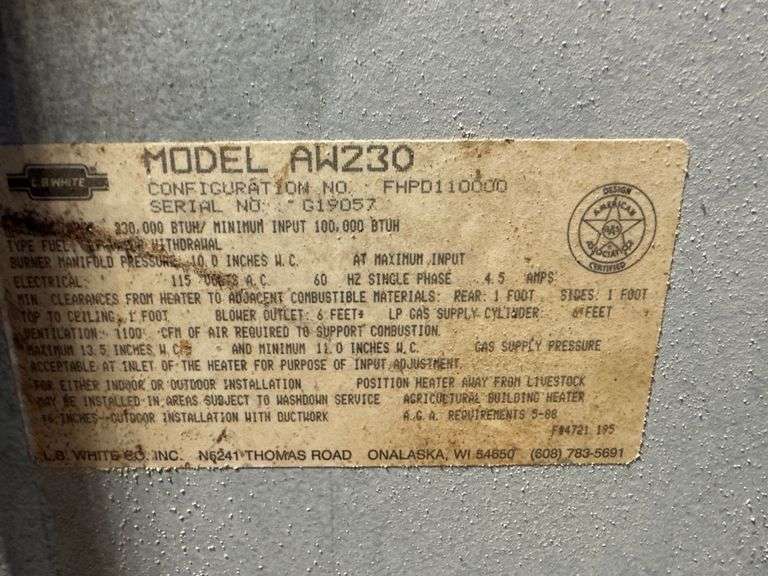 L.B. WHITE
MODEL AW230
CONFIGURATION NO. FHPD110000
SERIAL NO G19057
230,000 BTUH/ MINIMUM INPUT 100,000 BTUH
TYPE FUEL WITHDRAWAL
BURNER MANIFOLD PRESSURE 10.0 INCHES W.C. AT MAXIMUM INPUT
ELECTRICAL: 115 VOLTS A.C. 60 HZ SINGLE PHASE 4.5 AMPS
MIN. CLEARANCES FROM HEATER TO ADJACENT COMBUSTIBLE MATERIALS: REAR: 1 FOOT SIDES: 1 FOOT
TOP TO CEILING, 1 FOOT BLOWER OUTLET: 6 FEET* LP GAS SUPPLY CYLINDER: 6 FEET
VENTILATION: 1100 CFM OF AIR REQUIRED TO SUPPORT COMBUSTION.
MAXIMUM 13.5 INCHES W.C. AND MINIMUM 11.0 INCHES W.C. GAS SUPPLY PRESSURE
ACCEPTABLE AT INLET OF THE HEATER FOR PURPOSE OF INPUT ADJUSTMENT.
FOR EITHER INDOOR OR OUTDOOR INSTALLATION POSITION HEATER AWAY FROM LIVESTOCK
MAY BE INSTALLED IN AREAS SUBJECT TO WASHDOWN SERVICE AGRICULTURAL BUILDING HEATER
*6 INCHES-OUTDOOR INSTALLATION WITH DUCTWORK A.G.A. REQUIREMENTS 5-88
F#4721 195
L.B. WHITE CO. INC. N6241 THOMAS ROAD ONALASKA, WI 54650 (608) 783-5691
DESIGN
AMERICAN
GAS
ASSOCIATION
CERTIFIED